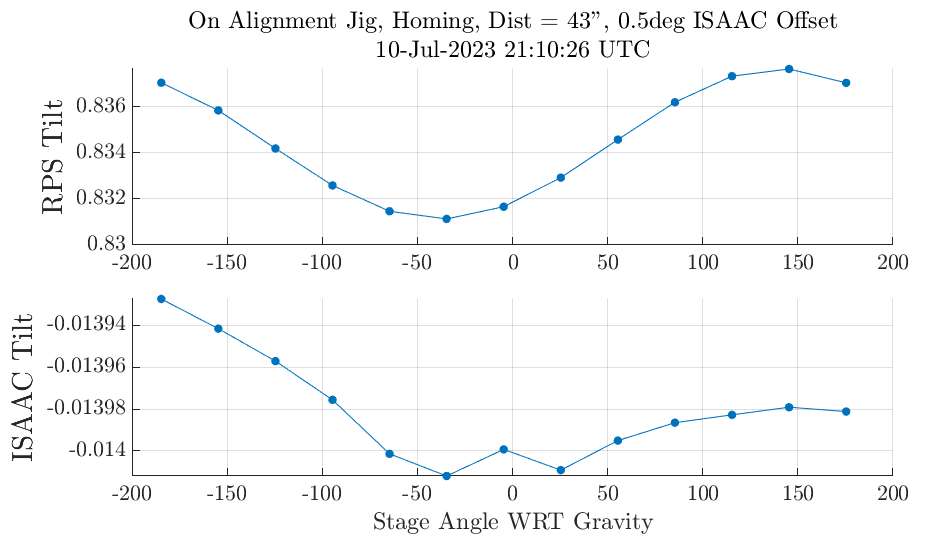 On Alignment Jig, Homing, Dist = 43", 0.5deg ISAAC Offset
10-Jul-2023 21:10:26 UTC
RPS Tilt
0.836
0.834
0.832
0.83
-200 -150 -100 -50 0 50 100 150 200
ISAAC Tilt
-0.01394
-0.01396
-0.01398
-0.014
-200 -150 -100 -50 0 50 100 150 200
Stage Angle WRT Gravity